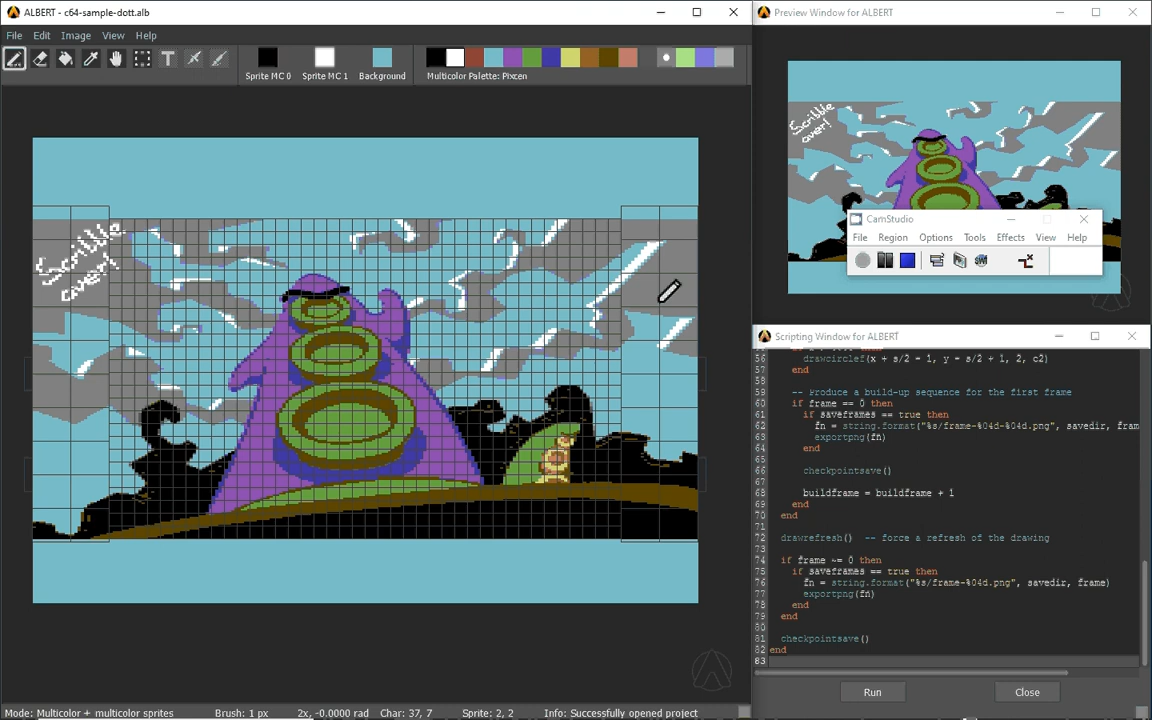 ALBERT - c64-sample-dott.alb
File Edit Image View Help
Sprite MC 0 Sprite MC 1 Background Multicolor Palette: Pixcen
Scribble
over!
Mode: Multicolor + multicolor sprites Brush: 1 px 2x, -0.0000 rad Char: 37, 7 Sprite: 2, 2 Info: Successfully opened project
Preview Window for ALBERT
Scribble
over!
CamStudio
File Region Options Tools Effects View Help
Scripting Window for ALBERT
56 drawcirclef(x + s/2 - 1, y - s/2 + 1, 2, c2)
57 end
58
59 -- Produce a build-up sequence for the first frame
60 if frame == 0 then
61 if saveframes == true then
62 fn = string.format("%s/frame-%04d-%04d.png", savedir, fram
63 exportpng(fn)
64 end
65
66 checkpointsave()
67
68 buildframe = buildframe + 1
69 end
70 end
71
72 drawrefresh() -- force a refresh of the drawing
73
74 if frame ~= 0 then
75 if saveframes == true then
76 fn = string.format("%s/frame-%04d.png", savedir, frame)
77 exportpng(fn)
78 end
79 end
80
81 checkpointsave()
82 end
83
Run Close